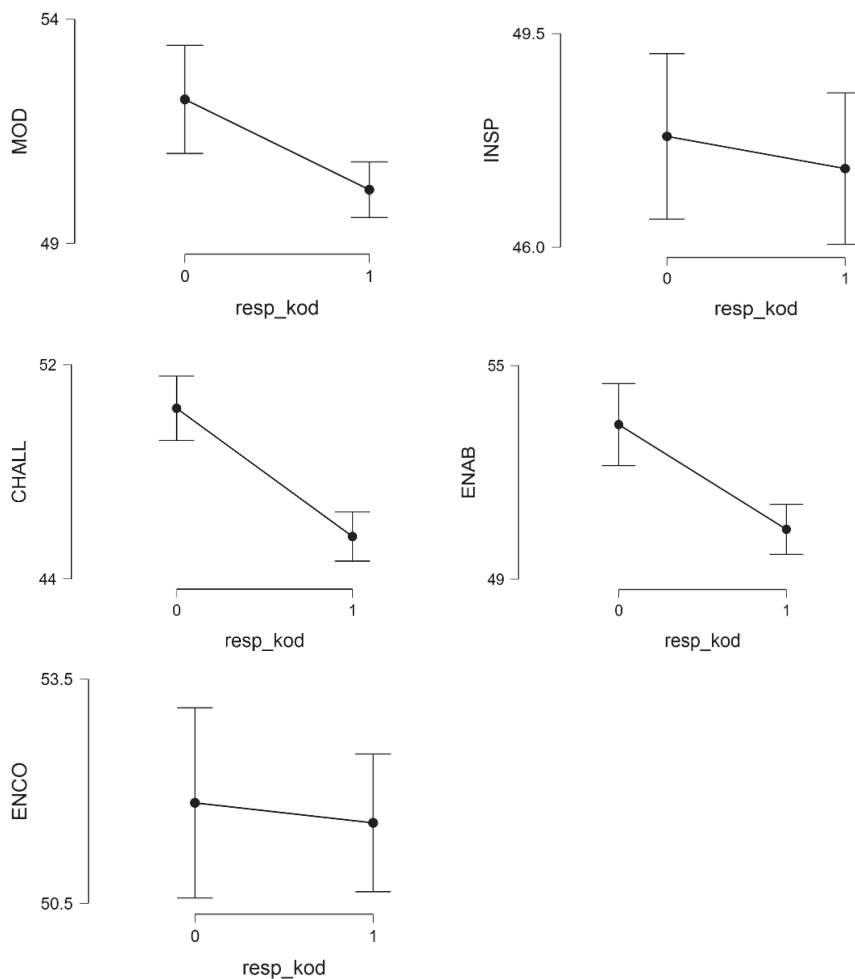 54
MOD
49
0
1
resp_kod
49.5
INSP
46.0
0
1
resp_kod
52
CHALL
44
0
1
resp_kod
55
ENAB
49
0
1
resp_kod
53.5
ENCO
50.5
0
1
resp_kod